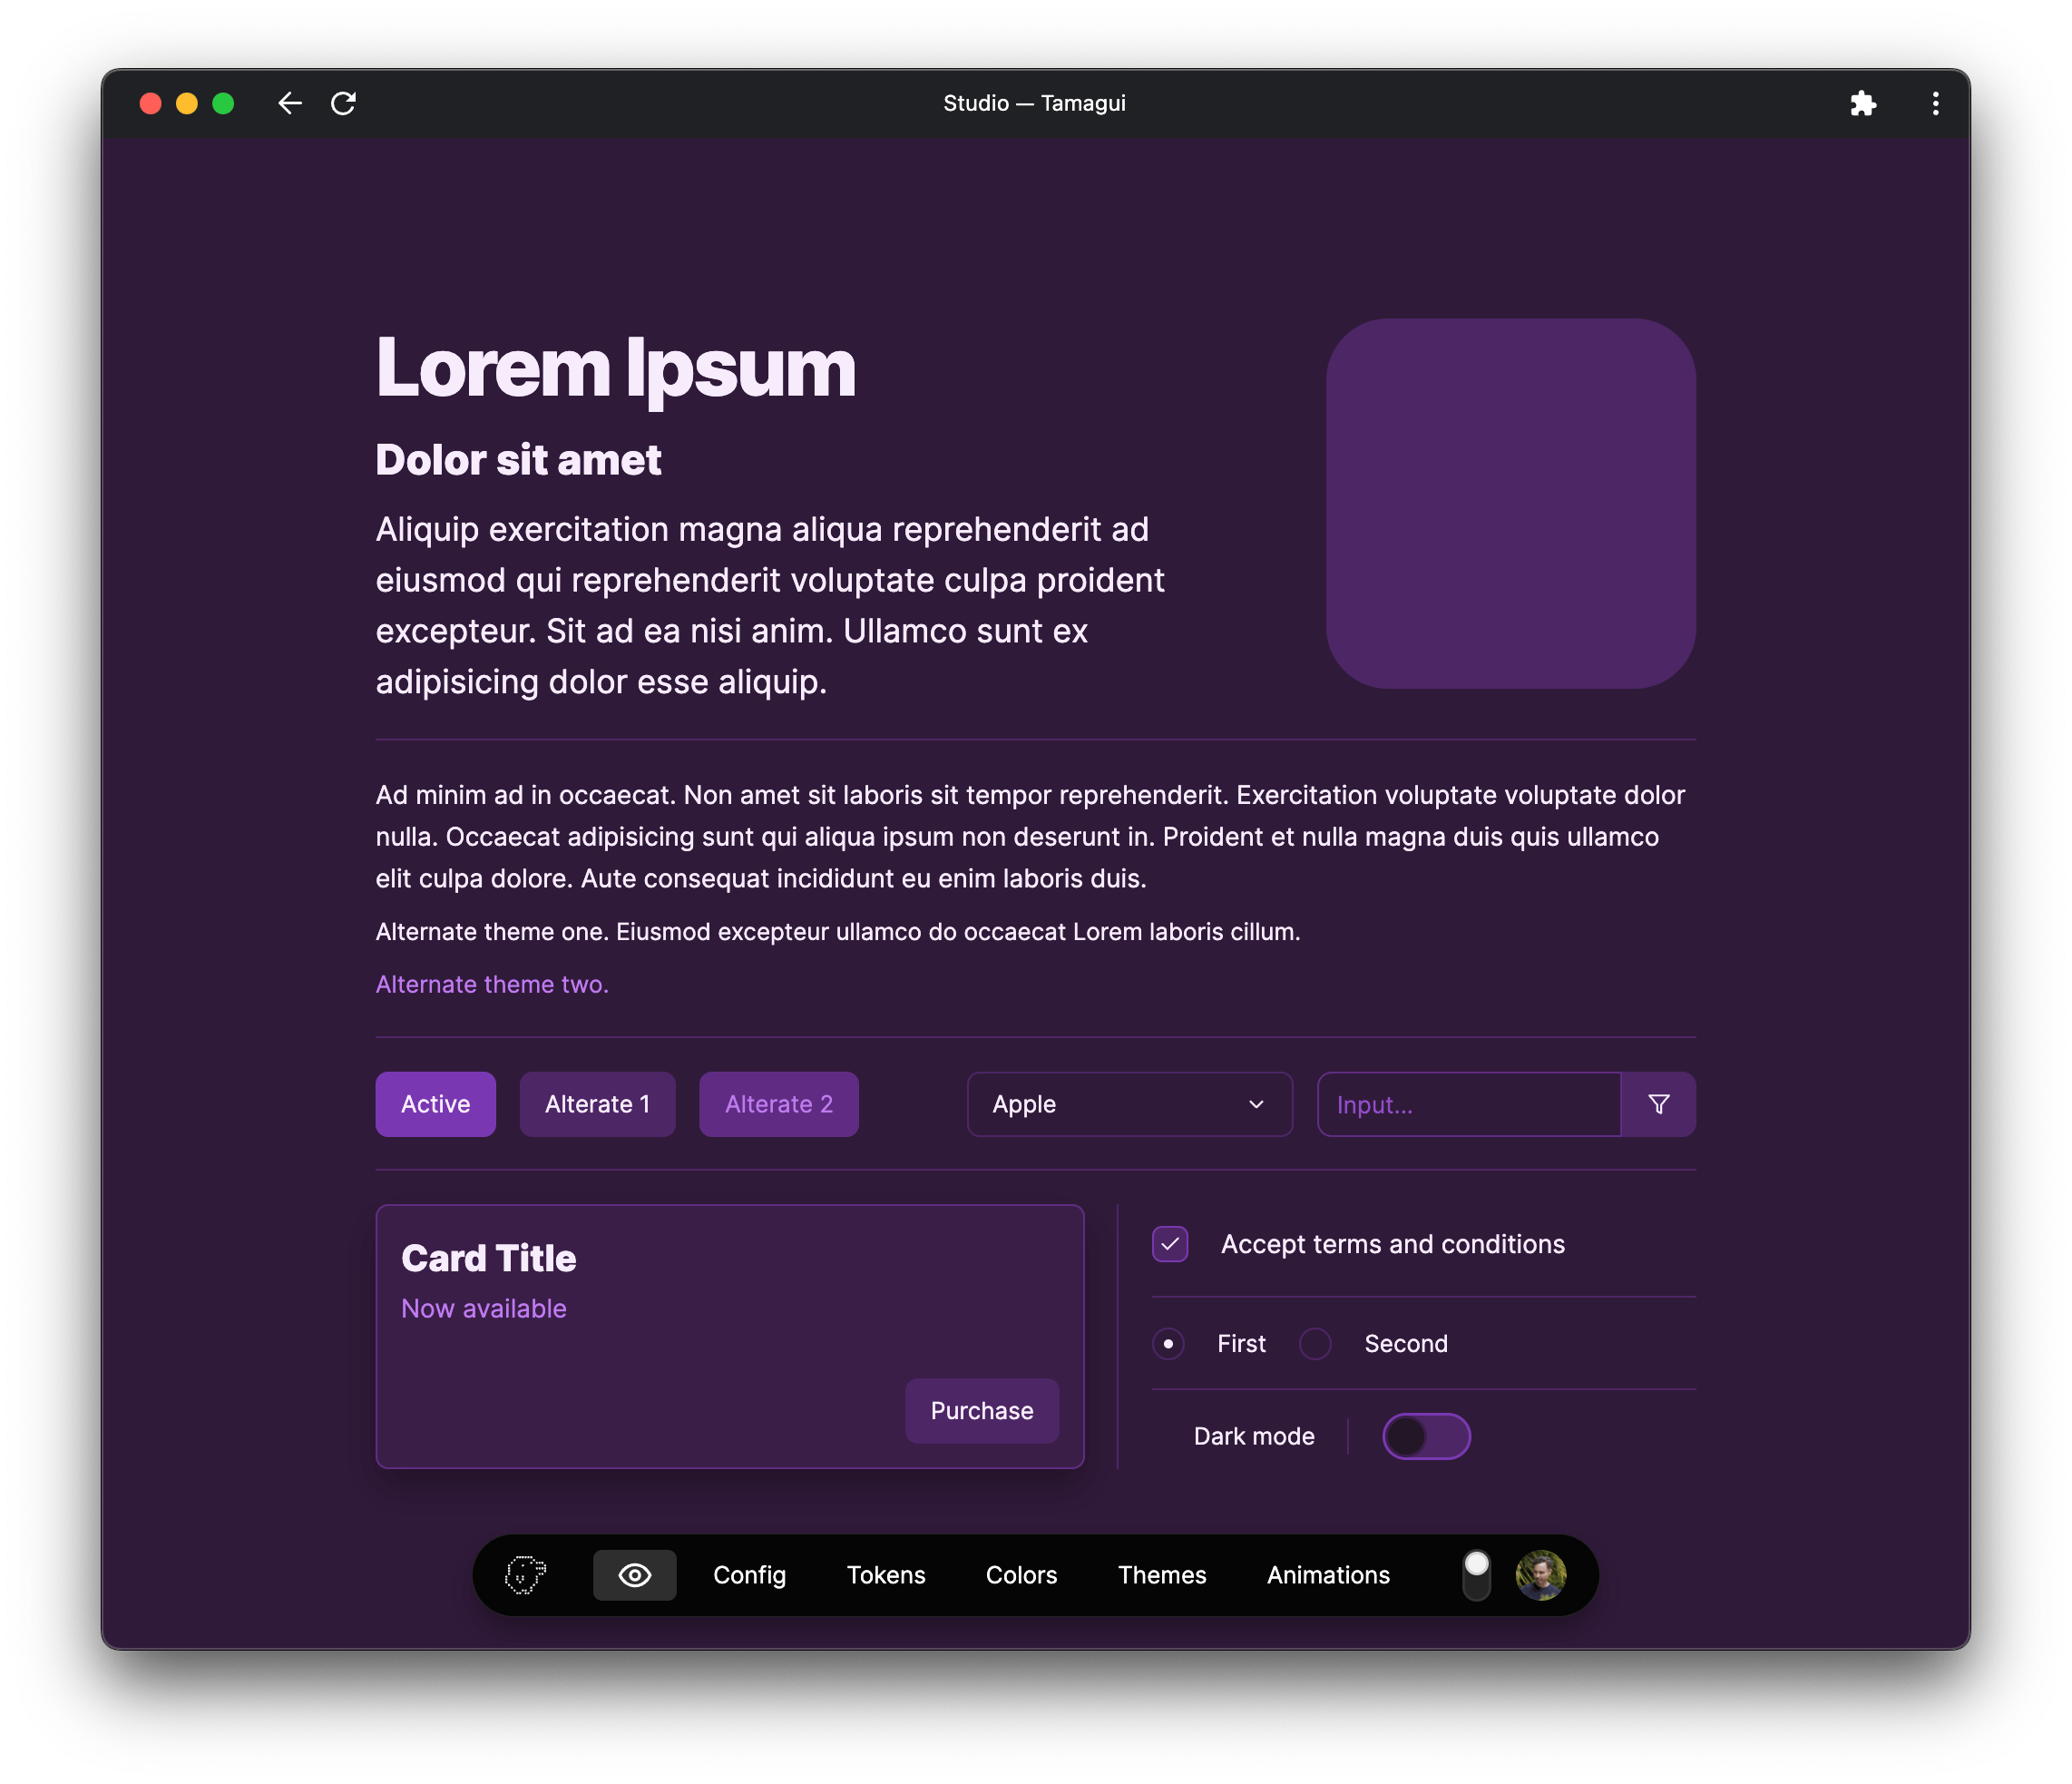 Studio — Tamagui
Lorem Ipsum
Dolor sit amet
Aliquip exercitation magna aliqua reprehenderit ad
eiusmod qui reprehenderit voluptate culpa proident
excepteur. Sit ad ea nisi anim. Ullamco sunt ex
adipisicing dolor esse aliquip.
Ad minim ad in occaecat. Non amet sit laboris sit tempor reprehenderit. Exercitation voluptate voluptate dolor
nulla. Occaecat adipisicing sunt qui aliqua ipsum non deserunt in. Proident et nulla magna duis quis ullamco
elit culpa dolore. Aute consequat incididunt eu enim laboris duis.
Alternate theme one. Eiusmod excepteur ullamco do occaecat Lorem laboris cillum.
Alternate theme two.
Active
Alterate 1
Alterate 2
Apple
Input...
Card Title
Now available
Purchase
Accept terms and conditions
First
Second
Dark mode
Config
Tokens
Colors
Themes
Animations